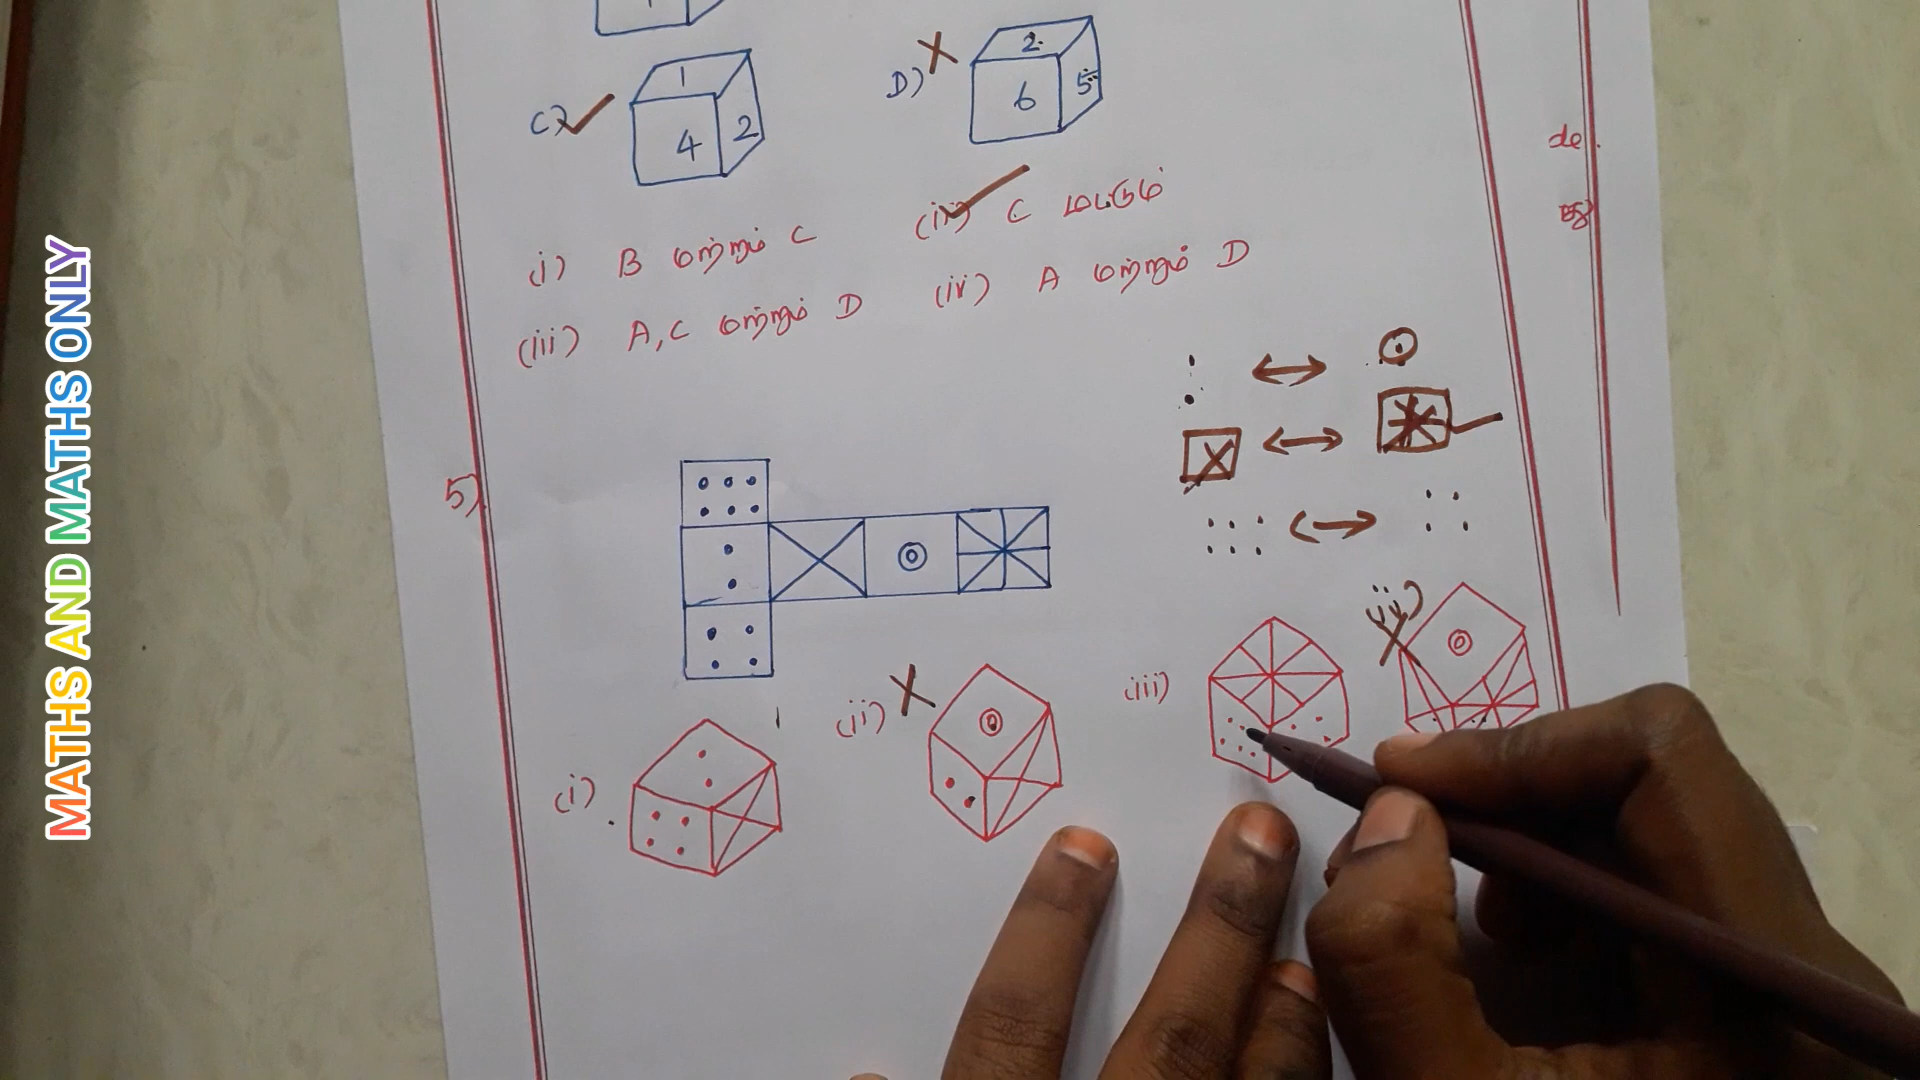 1
C) 4 2
D) 2 6 5
(i) B மற்றும் C
(ii) C மட்டும்
(iii) A, C மற்றும் D
(iv) A மற்றும் D
5)
(i)
(ii)
(iii)
de
MATHS AND MATHS ONLY